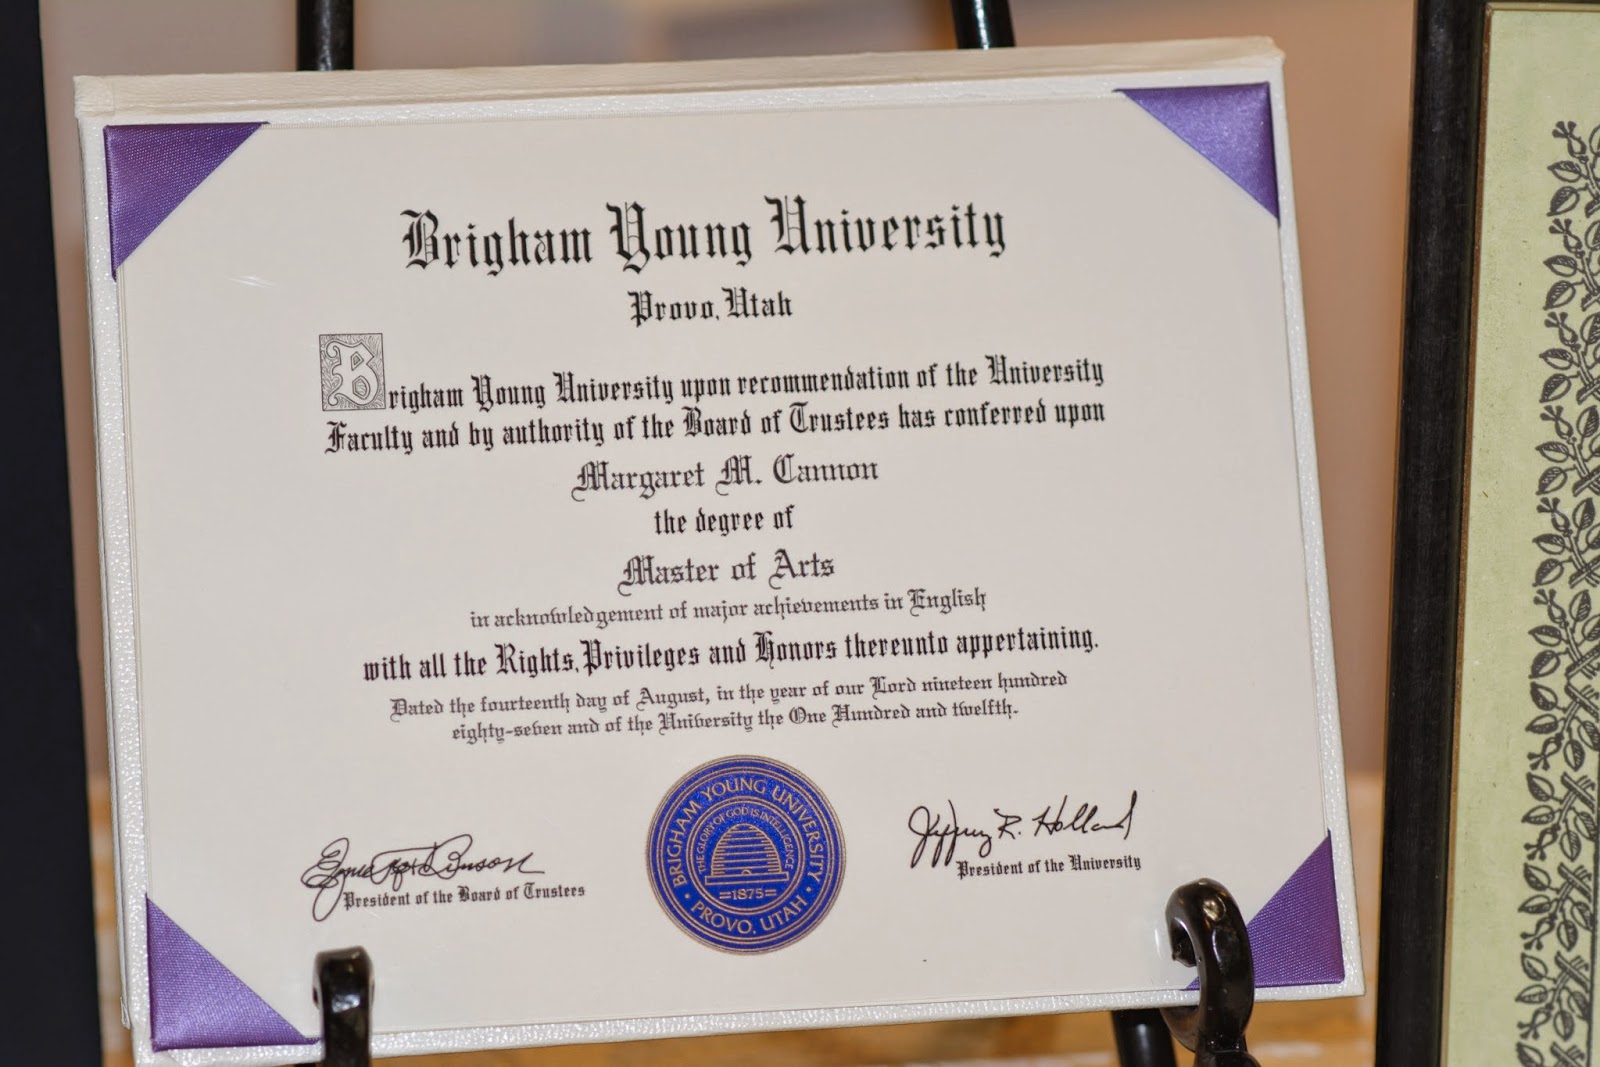 Brigham Young University
Provo, Utah
Brigham Young University upon recommendation of the University
Faculty and by authority of the Board of Trustees has conferred upon
Margaret M. Cannon
the degree of
Master of Arts
in acknowledgement of major achievements in English
with all the Rights, Privileges and Honors thereunto appertaining.
Dated the fourteenth day of August, in the year of our Lord nineteen hundred
eighty-seven and of the University the One Hundred and twelfth.
Jeffrey R. Holland
President of the University
President of the Board of Trustees
BRIGHAM YOUNG UNIVERSITY
THE GLORY OF GOD IS INTELLIGENCE
1875
PROVO, UTAH